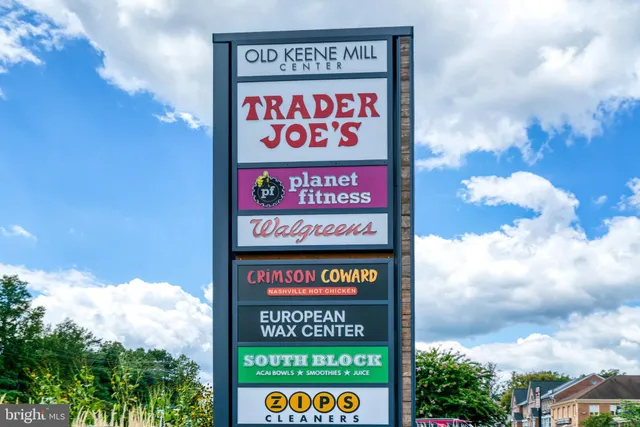 OLD KEENE MILL
CENTER
TRADER
JOE'S
pf
planet
fitness
Walgreens
CRiMSON COWARD
NASHVILLE HOT CHICKEN
EUROPEAN
WAX CENTER
SOUTH BLOCK
ACAI BOWLS ★ SMOOTHIES ★ JUICE
ZIPS
CLEANERS
bright MLS